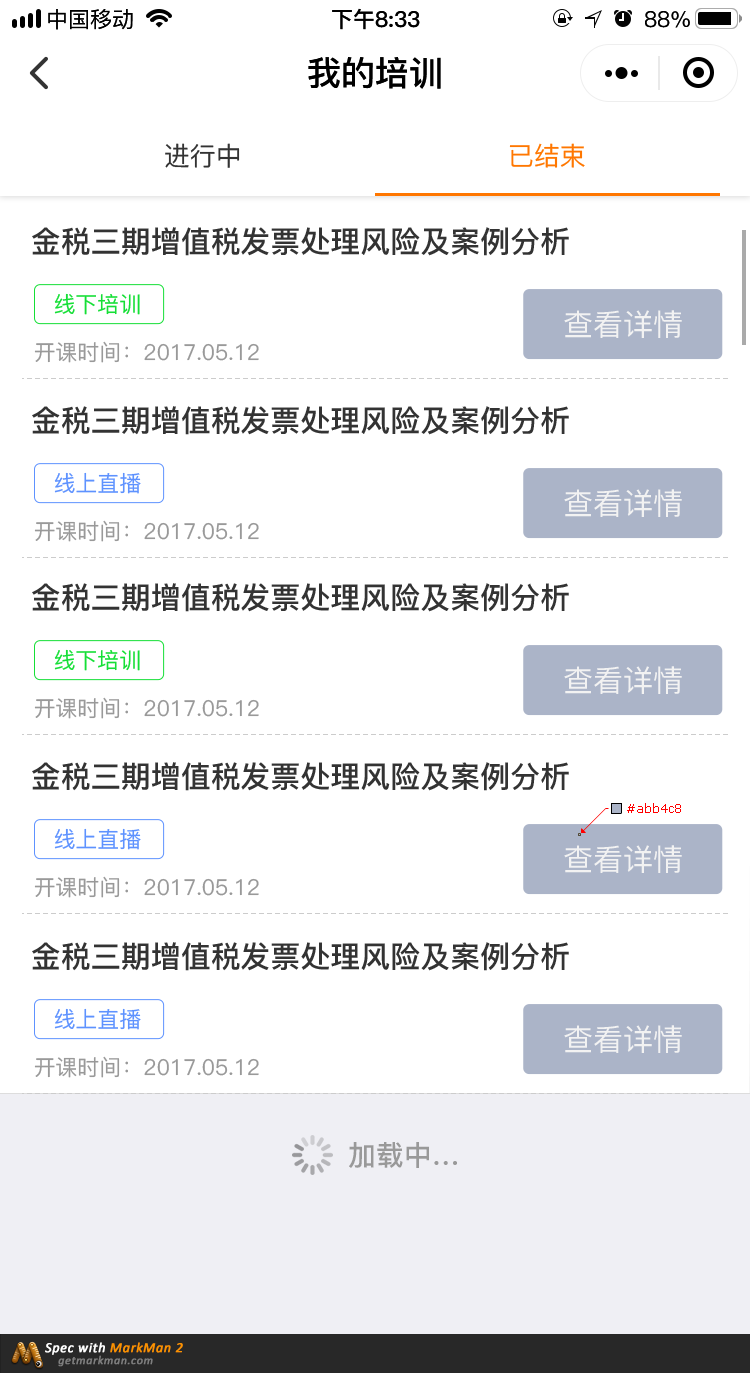 中国移动 下午8:33 88%
我的培训
进行中 已结束
金税三期增值税发票处理风险及案例分析
线下培训
查看详情
开课时间：2017.05.12
金税三期增值税发票处理风险及案例分析
线上直播
查看详情
开课时间：2017.05.12
金税三期增值税发票处理风险及案例分析
线下培训
查看详情
开课时间：2017.05.12
金税三期增值税发票处理风险及案例分析
#abb4c8
线上直播
查看详情
开课时间：2017.05.12
金税三期增值税发票处理风险及案例分析
线上直播
查看详情
开课时间：2017.05.12
加载中...
Spec with MarkMan 2
getmarkman.com